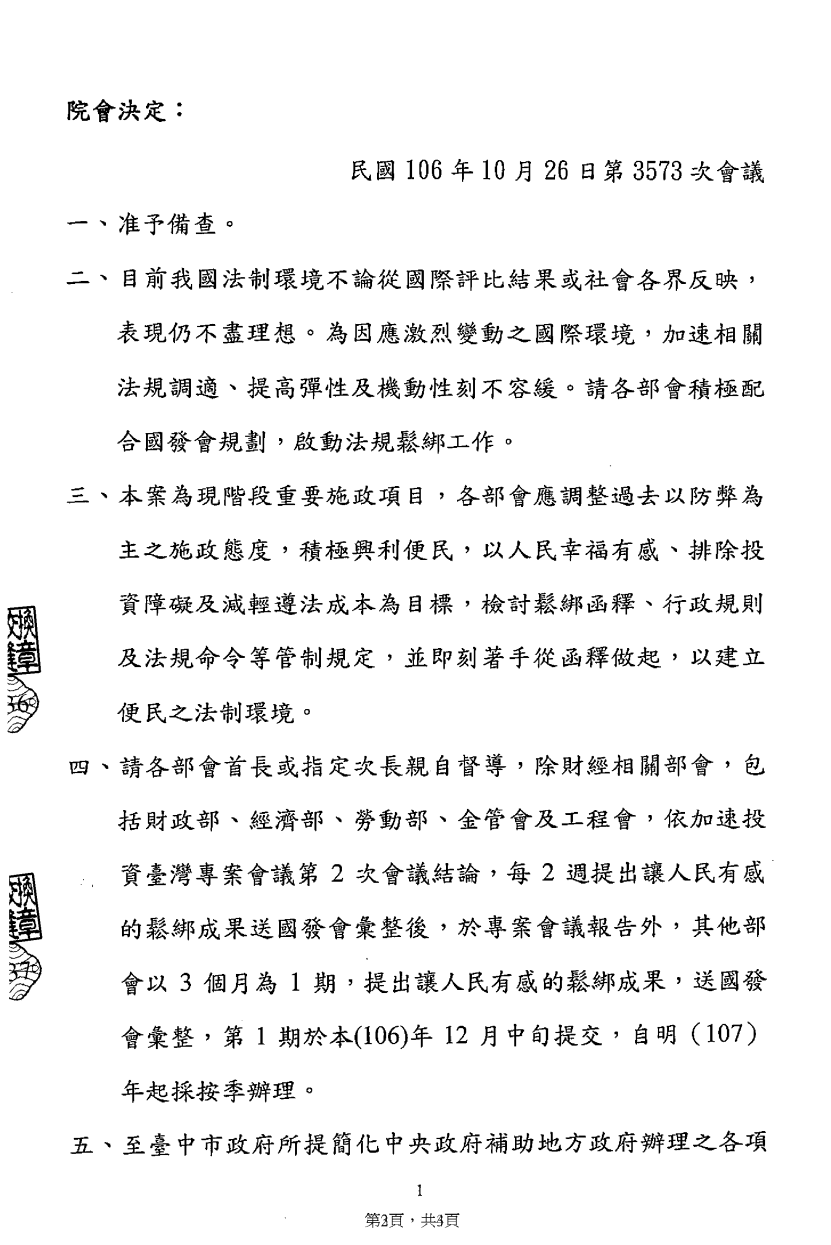 院會決定：
民國 106 年 10 月 26 日第 3573 次會議
一、准予備查。
二、目前我國法制環境不論從國際評比結果或社會各界反映，
表現仍不盡理想。為因應激烈變動之國際環境，加速相關
法規調適、提高彈性及機動性刻不容緩。請各部會積極配
合國發會規劃，啟動法規鬆綁工作。
三、本案為現階段重要施政項目，各部會應調整過去以防弊為
主之施政態度，積極興利便民，以人民幸福有感、排除投
資障礙及減輕遵法成本為目標，檢討鬆綁函釋、行政規則
及法規命令等管制規定，並即刻著手從函釋做起，以建立
便民之法制環境。
四、請各部會首長或指定次長親自督導，除財經相關部會，包
括財政部、經濟部、勞動部、金管會及工程會，依加速投
資臺灣專案會議第 2 次會議結論，每 2 週提出讓人民有感
的鬆綁成果送國發會彙整後，於專案會議報告外，其他部
會以 3 個月為 1 期，提出讓人民有感的鬆綁成果，送國發
會彙整，第 1 期於本(106)年 12 月中旬提交，自明（107）
年起採按季辦理。
五、至臺中市政府所提簡化中央政府補助地方政府辦理之各項
1